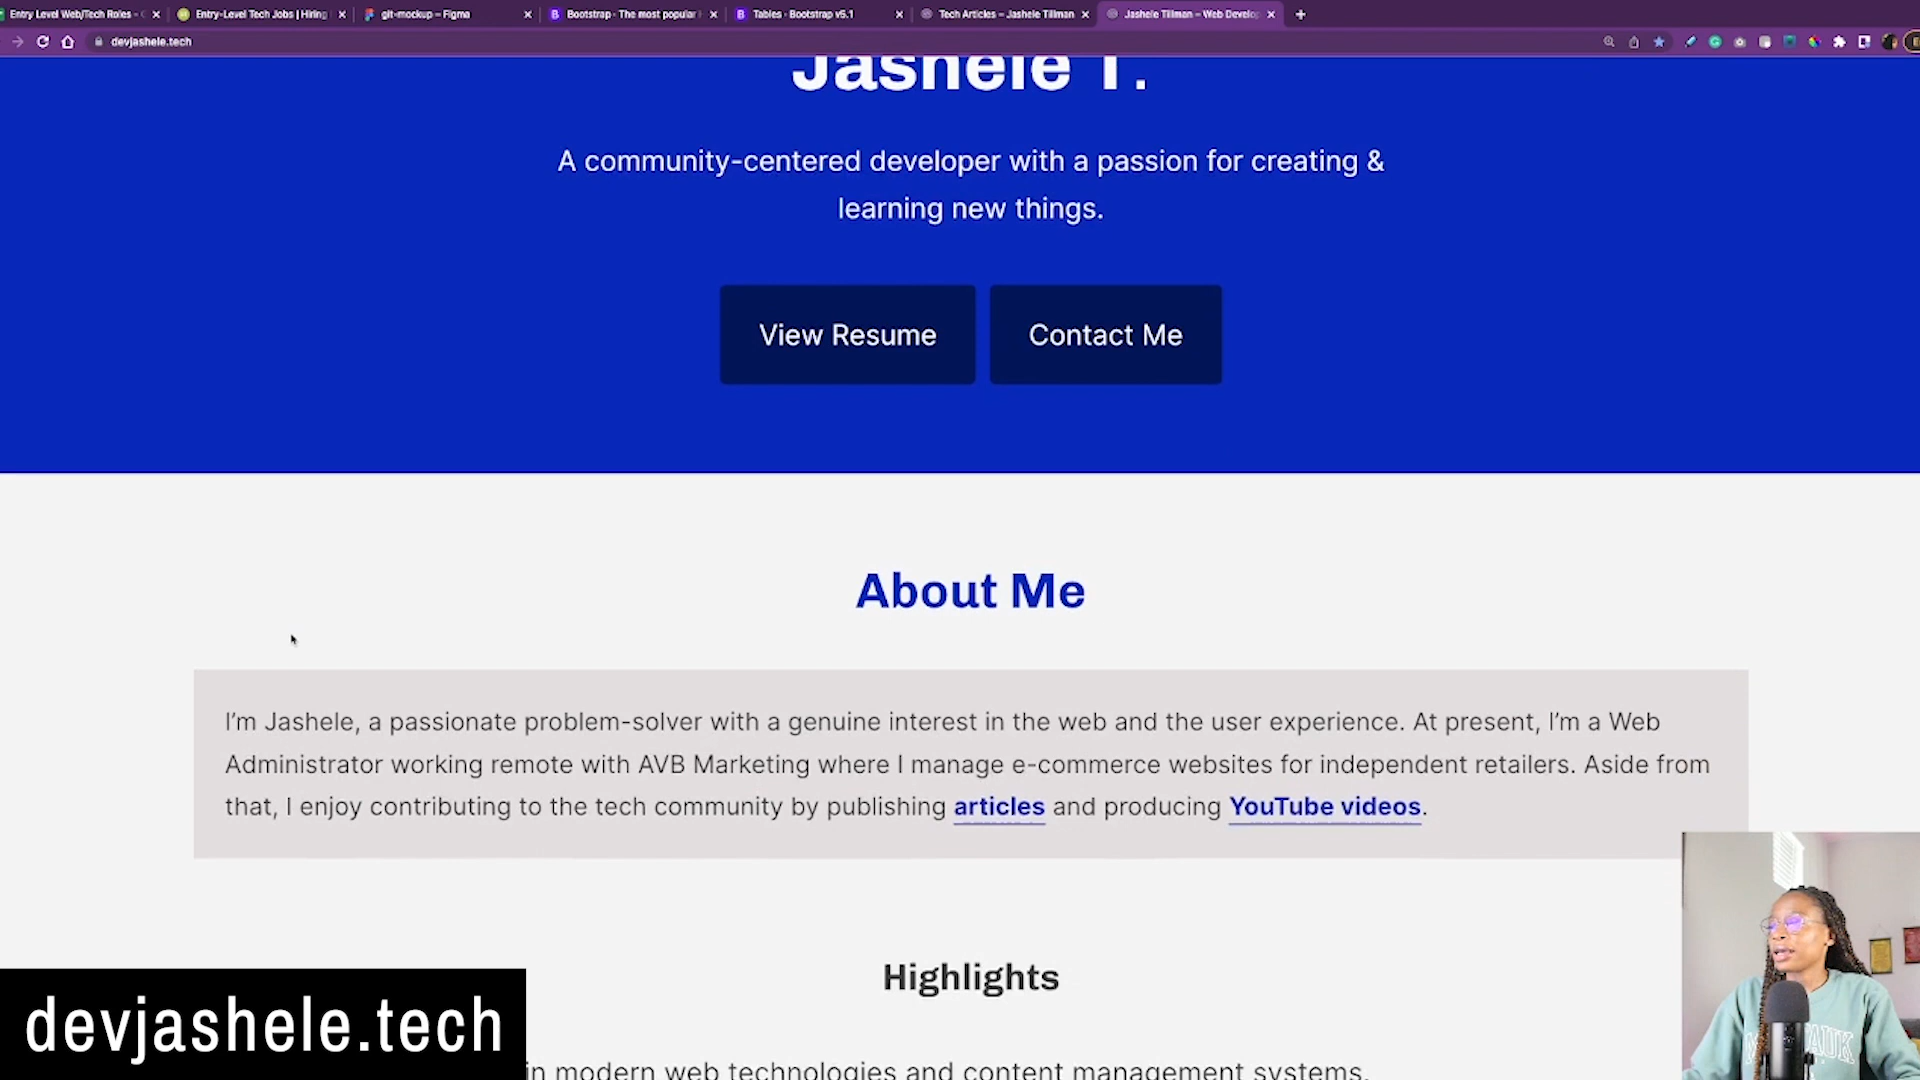 Entry Level Web/Tech Roles -
Entry-Level Tech Jobs | Hiring
git-mockup – Figma
Bootstrap · The most popular
Tables · Bootstrap v5.1
Tech Articles – Jashele Tillman
Jashele Tillman – Web Develop
devjashele.tech
Jashele T.
A community-centered developer with a passion for creating &
learning new things.
View Resume
Contact Me
About Me
I'm Jashele, a passionate problem-solver with a genuine interest in the web and the user experience. At present, I'm a Web
Administrator working remote with AVB Marketing where I manage e-commerce websites for independent retailers. Aside from
that, I enjoy contributing to the tech community by publishing articles and producing YouTube videos.
Highlights
in modern web technologies and content management systems.
devjashele.tech